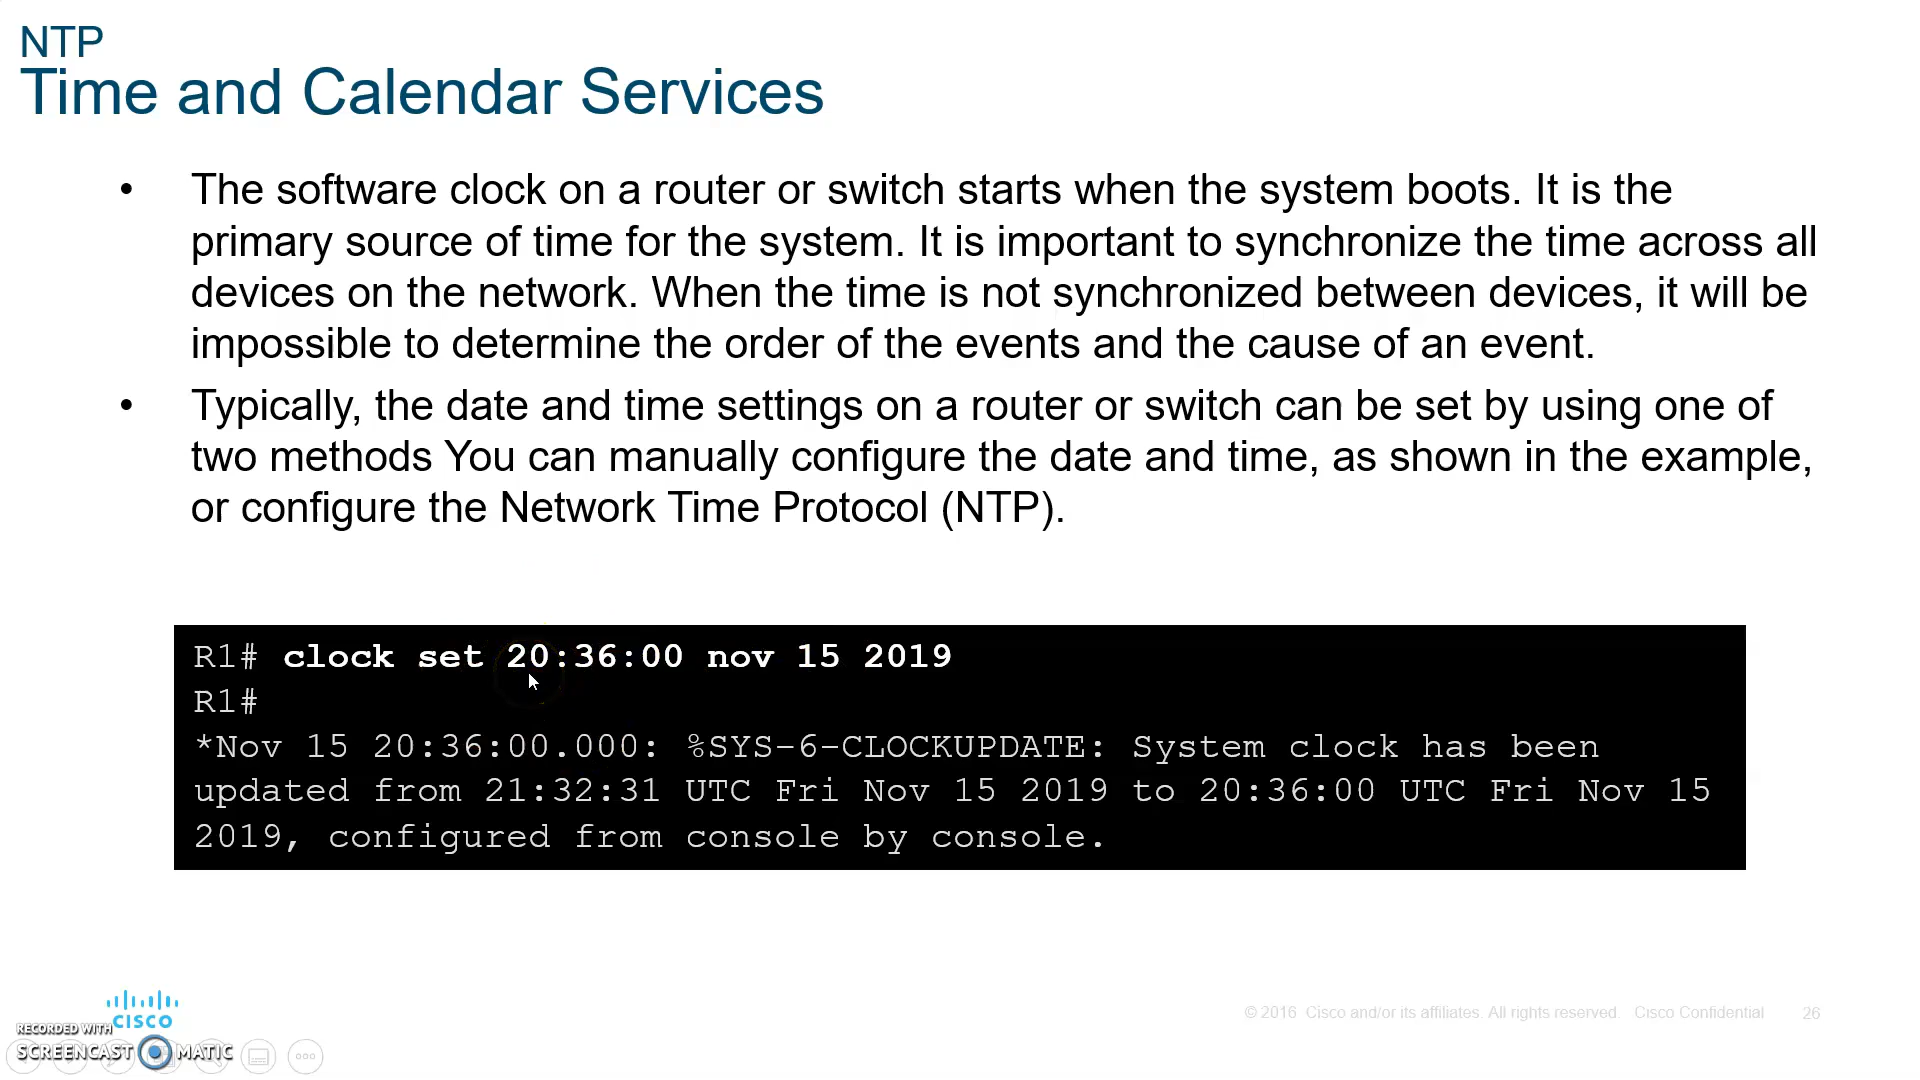 NTP
Time and Calendar Services
• The software clock on a router or switch starts when the system boots. It is the
primary source of time for the system. It is important to synchronize the time across all
devices on the network. When the time is not synchronized between devices, it will be
impossible to determine the order of the events and the cause of an event.
• Typically, the date and time settings on a router or switch can be set by using one of
two methods You can manually configure the date and time, as shown in the example,
or configure the Network Time Protocol (NTP).
R1# clock set 20:36:00 nov 15 2019
R1#
*Nov 15 20:36:00.000: %SYS-6-CLOCKUPDATE: System clock has been
updated from 21:32:31 UTC Fri Nov 15 2019 to 20:36:00 UTC Fri Nov 15
2019, configured from console by console.
CISCO
© 2016 Cisco and/or its affiliates. All rights reserved. Cisco Confidential 26
RECORDED WITH
SCREENCAST MATIC